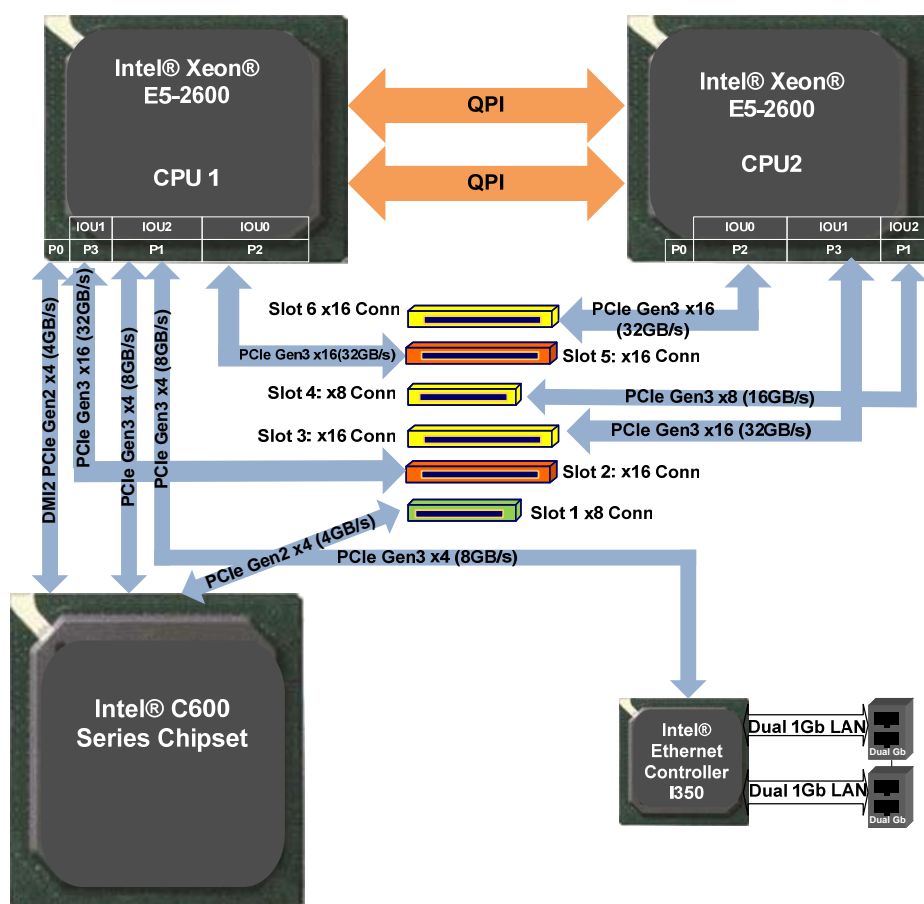 Intel® Xeon®
E5-2600
CPU 1
QPI
QPI
Intel® Xeon®
E5-2600
CPU2
IOU1
IOU2
IOU0
P0
P3
P1
P2
IOU0
IOU1
IOU2
P0
P2
P3
P1
DMI2 PCIe Gen2 x4 (4GB/s)
PCIe Gen3 x16 (32GB/s)
PCIe Gen3 x4 (8GB/s)
PCIe Gen3 x4 (8GB/s)
Slot 6 x16 Conn
PCIe Gen3 x16
(32GB/s)
PCIe Gen3 x16(32GB/s)
Slot 5: x16 Conn
Slot 4: x8 Conn
PCIe Gen3 x8 (16GB/s)
Slot 3: x16 Conn
PCIe Gen3 x16 (32GB/s)
Slot 2: x16 Conn
Slot 1 x8 Conn
PCIe Gen2 x4 (4GB/s)
PCIe Gen3 x4 (8GB/s)
Intel® C600
Series Chipset
Intel®
Ethernet
Controller
I350
Dual 1Gb LAN
Dual Gb
Dual 1Gb LAN
Dual Gb